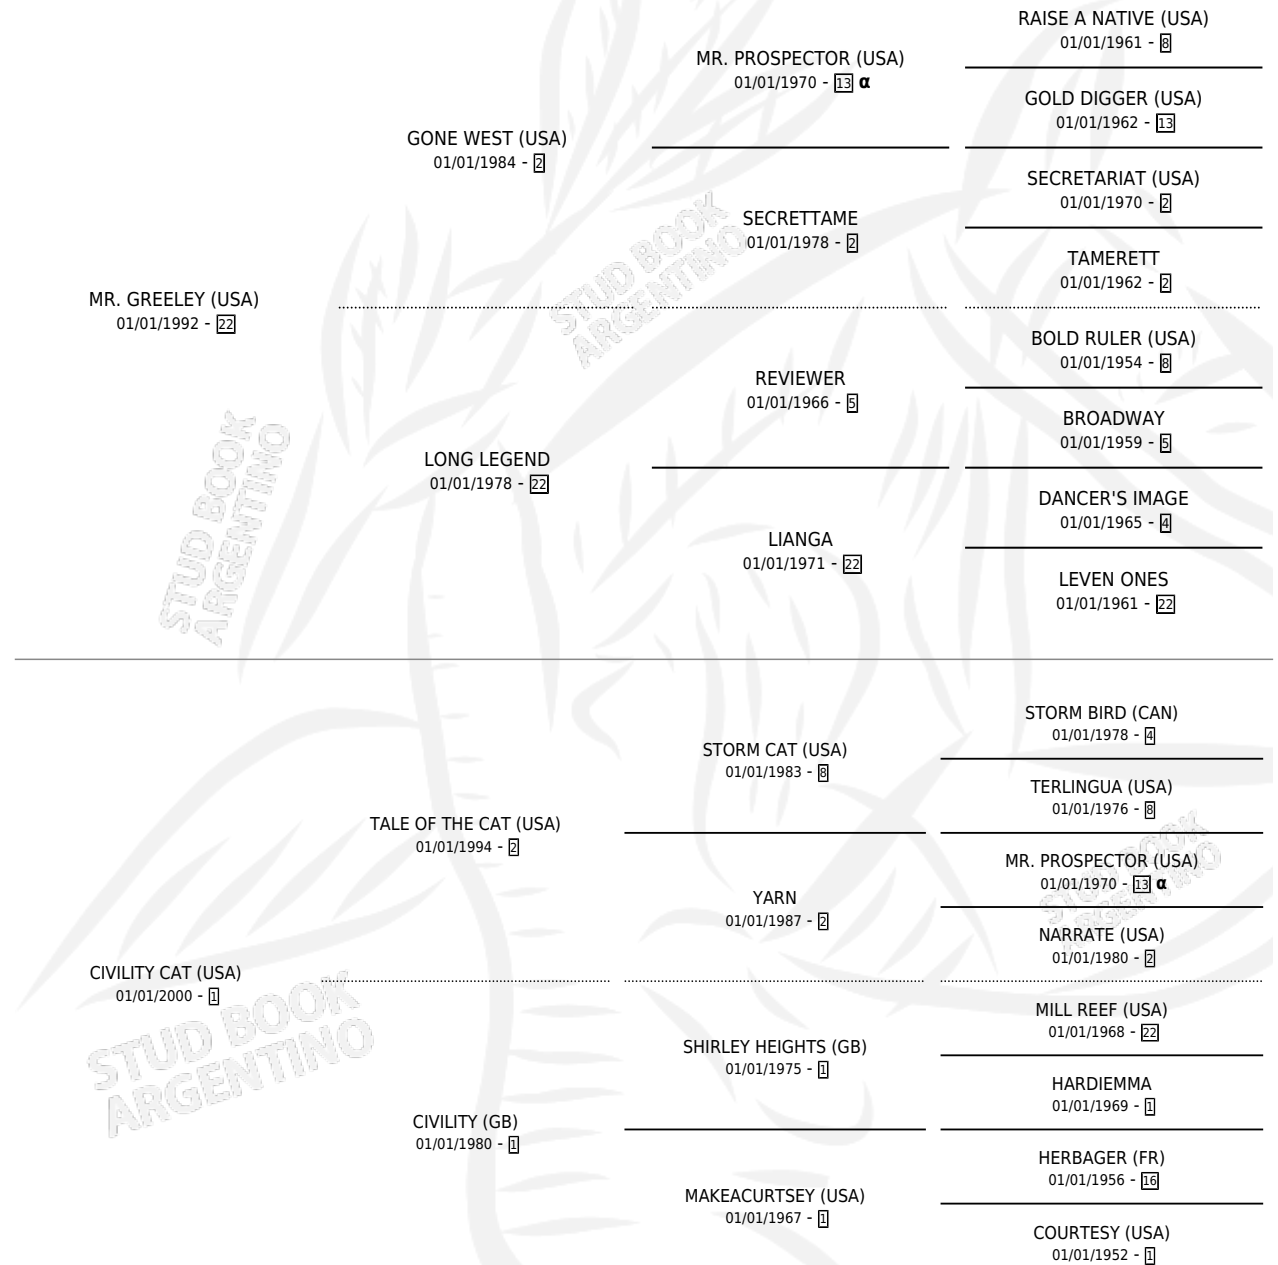 RAISE A NATIVE (USA)
01/01/1961 - 8
MR. PROSPECTOR (USA)
01/01/1970 - 13 α
GOLD DIGGER (USA)
01/01/1962 - 13
GONE WEST (USA)
01/01/1984 - 2
SECRETARIAT (USA)
01/01/1970 - 2
SECRETTAME
01/01/1978 - 2
TAMERETT
01/01/1962 - 2
MR. GREELEY (USA)
01/01/1992 - 22
STUD BOOK
ARGENTINO
BOLD RULER (USA)
01/01/1954 - 8
REVIEWER
01/01/1966 - 5
BROADWAY
01/01/1959 - 5
LONG LEGEND
01/01/1978 - 22
DANCER'S IMAGE
01/01/1965 - 4
LIANGA
01/01/1971 - 22
LEVEN ONES
01/01/1961 - 22
STUD BOOK
ARGENTINO
STORM BIRD (CAN)
01/01/1978 - 4
STORM CAT (USA)
01/01/1983 - 8
TERLINGUA (USA)
01/01/1976 - 8
TALE OF THE CAT (USA)
01/01/1994 - 2
MR. PROSPECTOR (USA)
01/01/1970 - 13 α
YARN
01/01/1987 - 2
NARRATE (USA)
01/01/1980 - 2
STUD BOOK
ARGENTINO
CIVILITY CAT (USA)
01/01/2000 - 1
STUD BOOK
ARGENTINO
MILL REEF (USA)
01/01/1968 - 22
SHIRLEY HEIGHTS (GB)
01/01/1975 - 1
HARDIEMMA
01/01/1969 - 1
CIVILITY (GB)
01/01/1980 - 1
HERBAGER (FR)
01/01/1956 - 16
MAKEACURTSEY (USA)
01/01/1967 - 1
COURTESY (USA)
01/01/1952 - 1